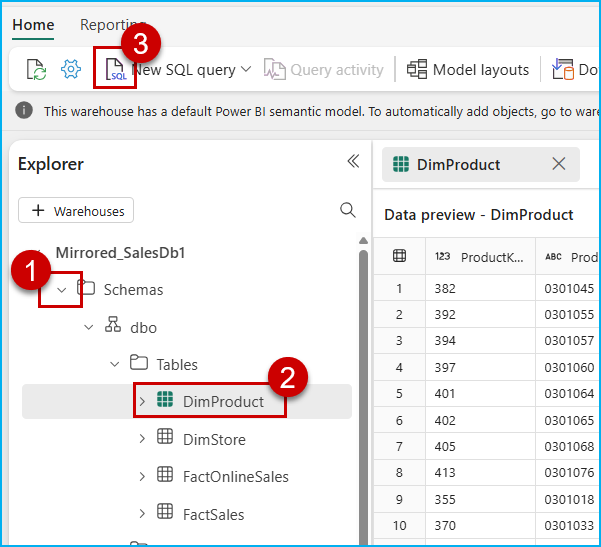 Home Reporting
3
SQL New SQL query Query activity Model layouts
This warehouse has a default Power BI semantic model. To automatically add objects, go to
Explorer
DimProduct
+ Warehouses
Data preview - DimProduct
Mirrored_SalesDb1
1
Schemas
dbo
Tables
2
DimProduct
DimStore
FactOnlineSales
FactSales
123 ProductK... ABC Prod
1 382 0301045
2 392 0301055
3 394 0301057
4 397 0301060
5 401 0301064
6 402 0301065
7 405 0301068
8 413 0301076
9 355 0301018
10 370 0301033